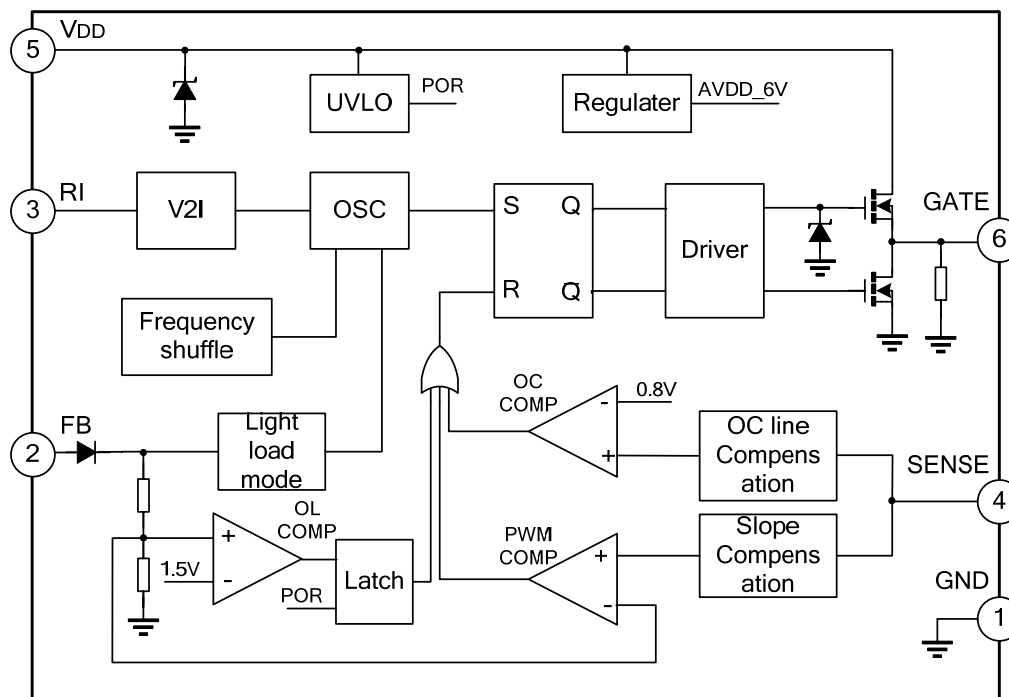 VDD
5
UVLO
POR
Regulater
AVDD_6V
RI
3
V2I
OSC
S
Q
R
Q
Driver
GATE
6
Frequency
shuffle
OC
COMP
-
0.8V
+
FB
2
Light
load
mode
OC line
Compens
ation
SENSE
4
OL
COMP
+
1.5V
-
Latch
POR
PWM
COMP
+
-
Slope
Compens
ation
GND
1